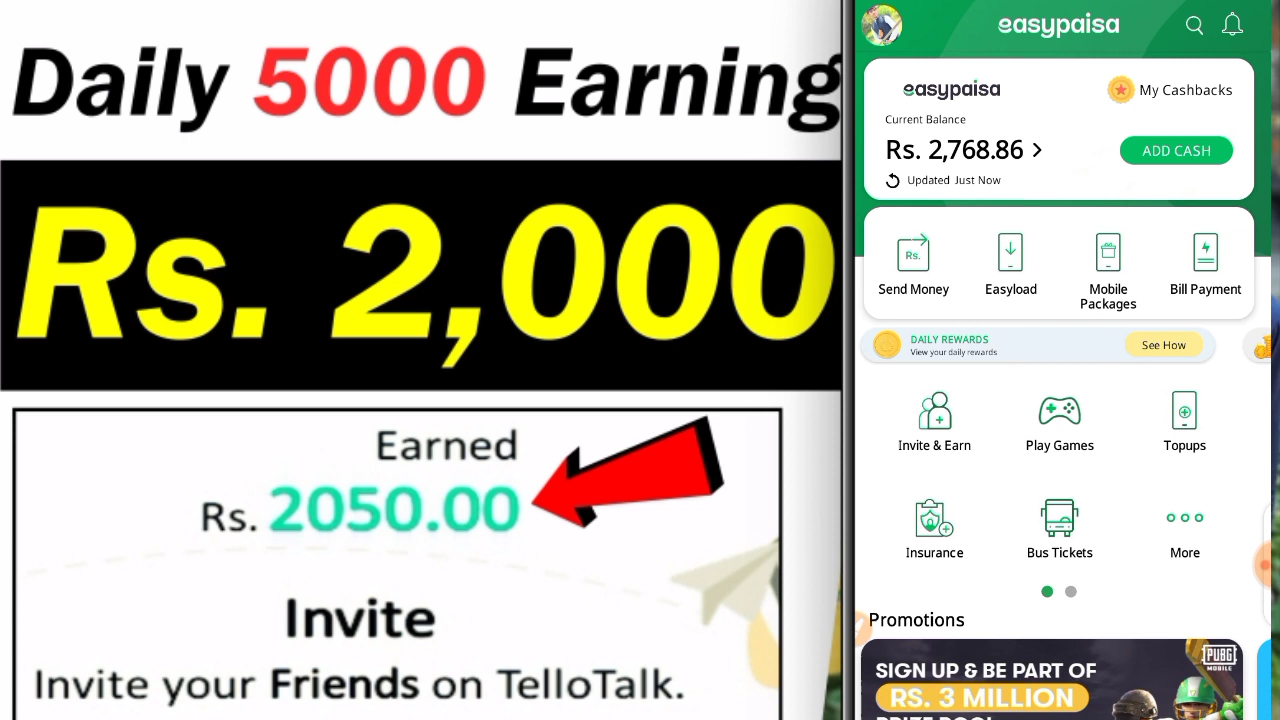 Daily 5000 Earning
Rs. 2,000
Earned
Rs. 2050.00
Invite
Invite your Friends on TelloTalk.
easypaisa
easypaisa
My Cashbacks
Current Balance
Rs. 2,768.86
ADD CASH
Updated Just Now
Rs.
Send Money
Easyload
Mobile
Packages
Bill Payment
DAILY REWARDS
View your daily rewards
See How
Invite & Earn
Play Games
Topups
Insurance
Bus Tickets
More
Promotions
PUBG
MOBILE
SIGN UP & BE PART OF
RS. 3 MILLION
PRIZE POOL